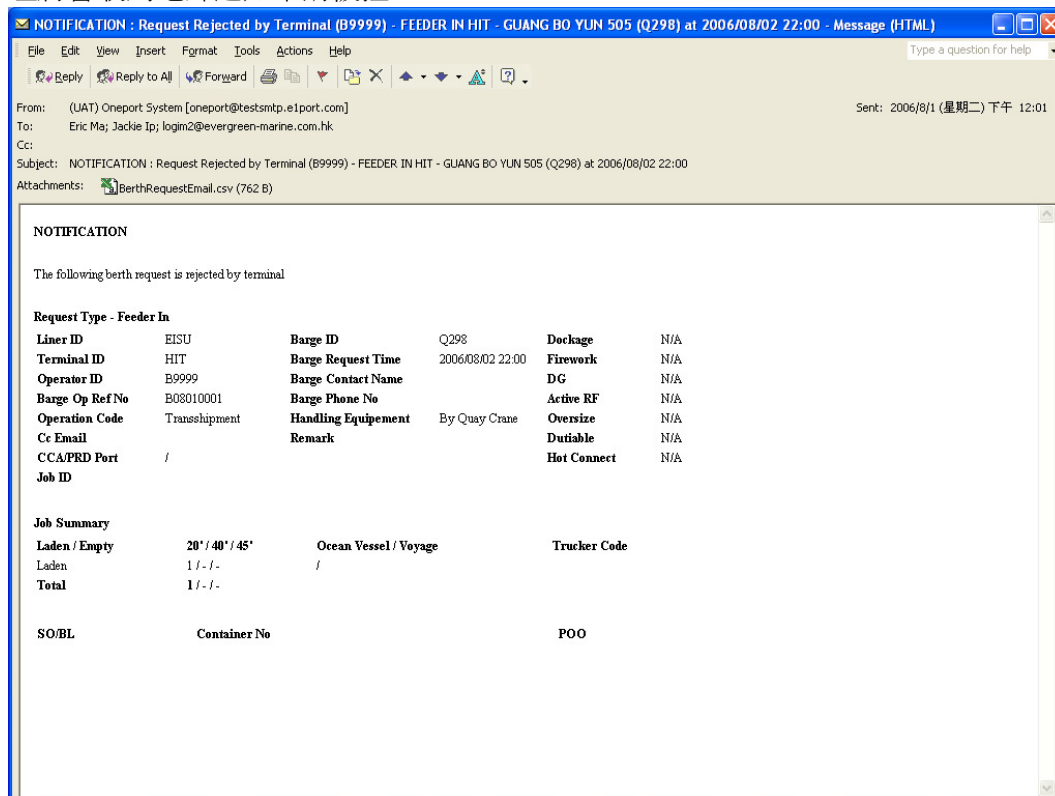 NOTIFICATION : Request Rejected by Terminal (B9999) - FEEDER IN HIT - GUANG BO YUN 505 (Q298) at 2006/08/02 22:00 - Message (HTML)
File Edit View Insert Format Tools Actions Help Type a question for help
Reply Reply to All Forward
From: (UAT) Oneport System [oneport@testsmtp.e1port.com] Sent: 2006/8/1 (星期二) 下午 12:01
To: Eric Ma; Jackie Ip; logim2@evergreen-marine.com.hk
Cc:
Subject: NOTIFICATION : Request Rejected by Terminal (B9999) - FEEDER IN HIT - GUANG BO YUN 505 (Q298) at 2006/08/02 22:00
Attachments: BerthRequestEmail.csv (762 B)
NOTIFICATION
The following berth request is rejected by terminal
Request Type - Feeder In
Liner ID EISU Barge ID Q298 Dockage N/A
Terminal ID HIT Barge Request Time 2006/08/02 22:00 Firework N/A
Operator ID B9999 Barge Contact Name DG N/A
Barge Op Ref No B08010001 Barge Phone No Active RF N/A
Operation Code Transshipment Handling Equipement By Quay Crane Oversize N/A
Cc Email Remark Dutiable N/A
CCA/PRD Port / Hot Connect N/A
Job ID
Job Summary
Laden / Empty 20' / 40' / 45' Ocean Vessel / Voyage Trucker Code
Laden 1 / - / - /
Total 1 / - / -
SO/BL Container No POO